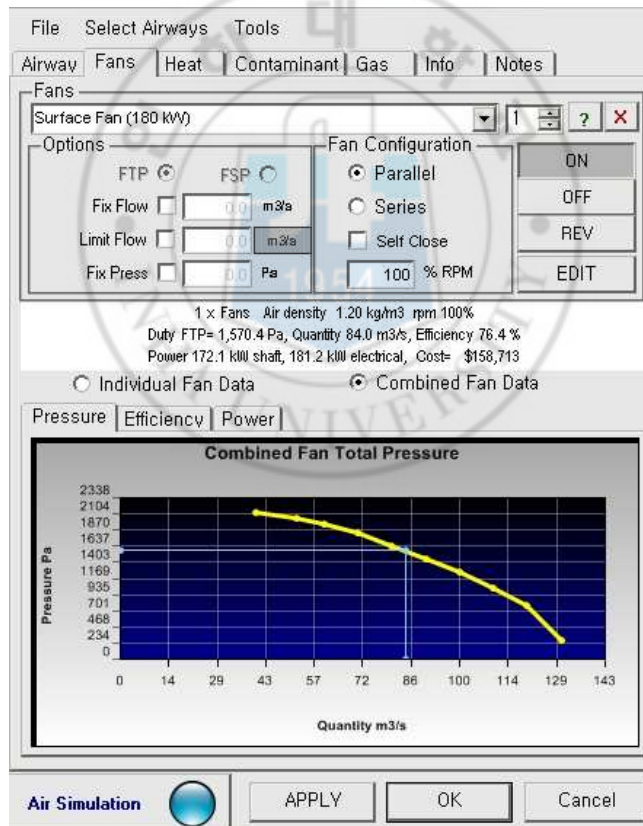 File Select Airways Tools
Airway Fans Heat Contaminant Gas Info Notes
Fans
Surface Fan (180 kW) 1 ? X
Options
FTP FSP
Fix Flow 0.0 m3/s
Limit Flow 0.0 m3/s
Fix Press 0.0 Pa
Fan Configuration
Parallel
Series
Self Close
100 % RPM
ON
OFF
REV
EDIT
1 x Fans Air density 1.20 kg/m3 rpm 100%
Duty FTP= 1,570.4 Pa, Quantity 84.0 m3/s, Efficiency 76.4 %
Power 172.1 kW shaft, 181.2 kW electrical, Cost= $158,713
Individual Fan Data Combined Fan Data
Pressure Efficiency Power
Combined Fan Total Pressure
Pressure Pa
2338
2104
1870
1637
1403
1169
935
701
468
234
0
0 14 29 43 57 72 86 100 114 129 143
Quantity m3/s
Air Simulation APPLY OK Cancel
1954
UNIVERSITY